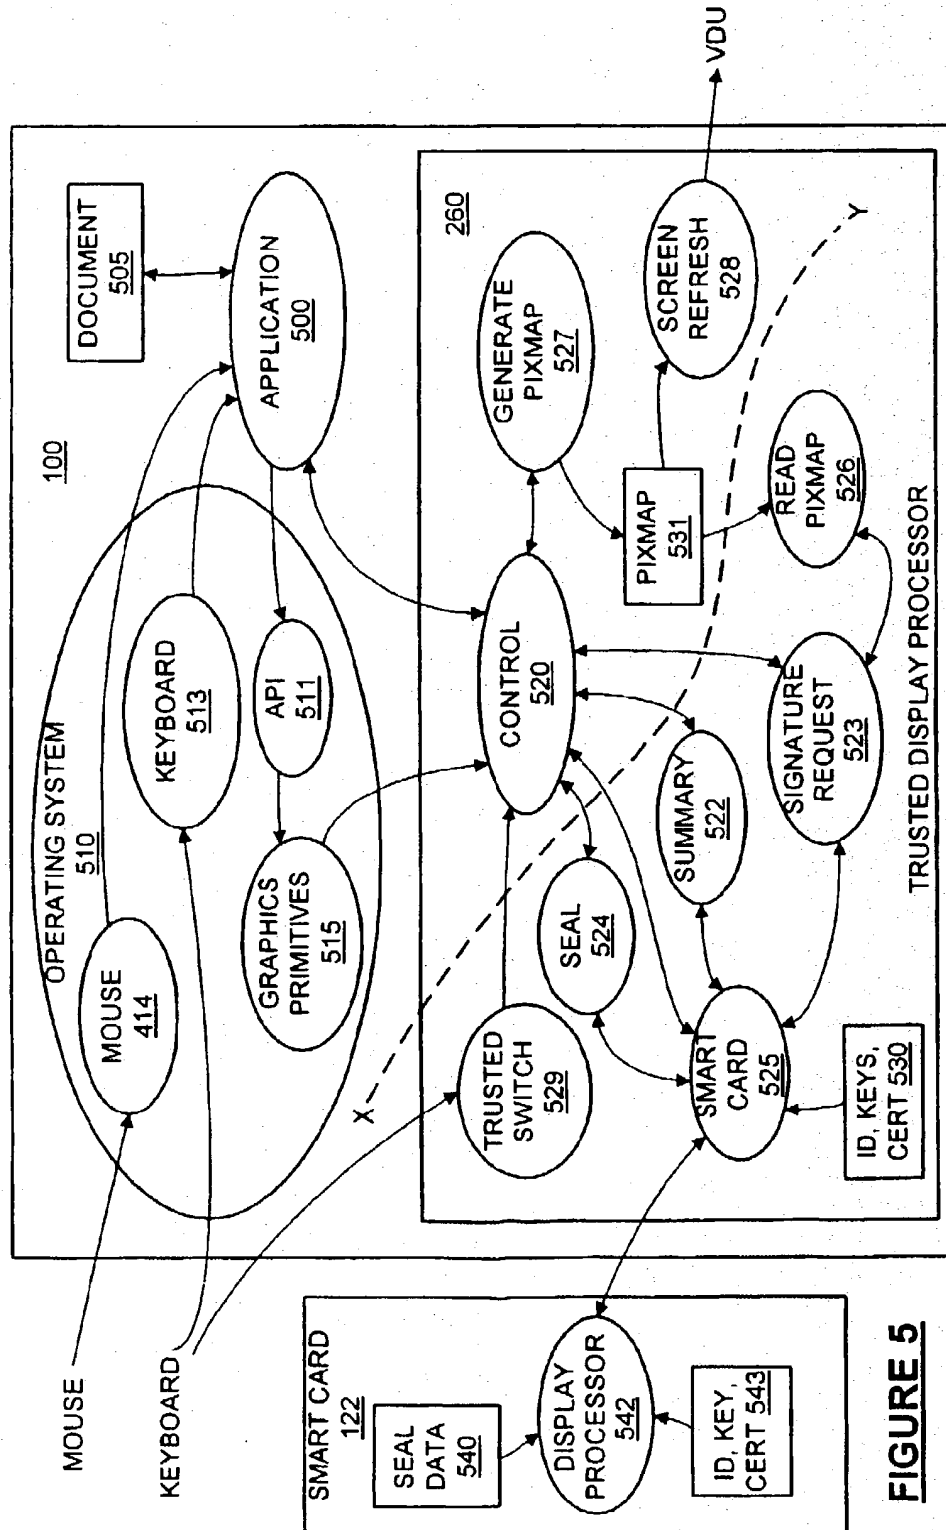 MOUSE
KEYBOARD
SMART CARD
122
SEAL
DATA
540
DISPLAY
PROCESSOR
542
ID, KEY,
CERT 543
FIGURE 5
100
OPERATING SYSTEM
510
MOUSE
414
KEYBOARD
513
API
511
GRAPHICS
PRIMITIVES
515
DOCUMENT
505
APPLICATION
500
X
Y
260
TRUSTED
SWITCH
529
CONTROL
520
GENERATE
PIXMAP
527
SEAL
524
SUMMARY
522
PIXMAP
531
SCREEN
REFRESH
528
SMART
CARD
525
SIGNATURE
REQUEST
523
READ
PIXMAP
526
ID, KEYS,
CERT 530
TRUSTED DISPLAY PROCESSOR
VDU